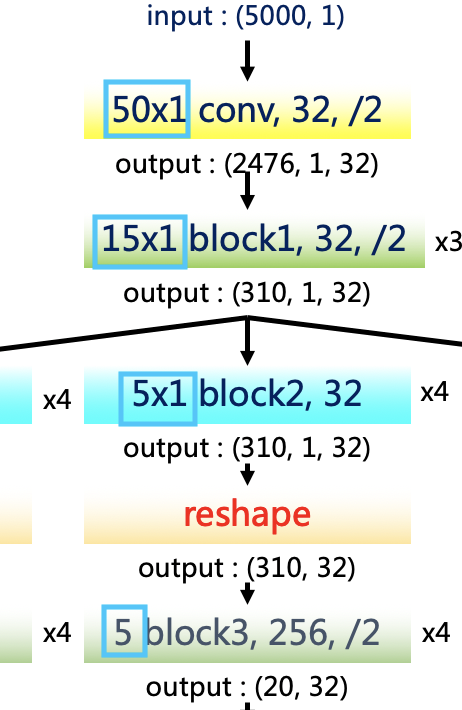 input : (5000, 1)
50x1 conv, 32, /2
output : (2476, 1, 32)
15x1 block1, 32, /2 x3
output : (310, 1, 32)
x4 5x1 block2, 32 x4
output : (310, 1, 32)
reshape
output : (310, 32)
x4 5 block3, 256, /2 x4
output : (20, 32)